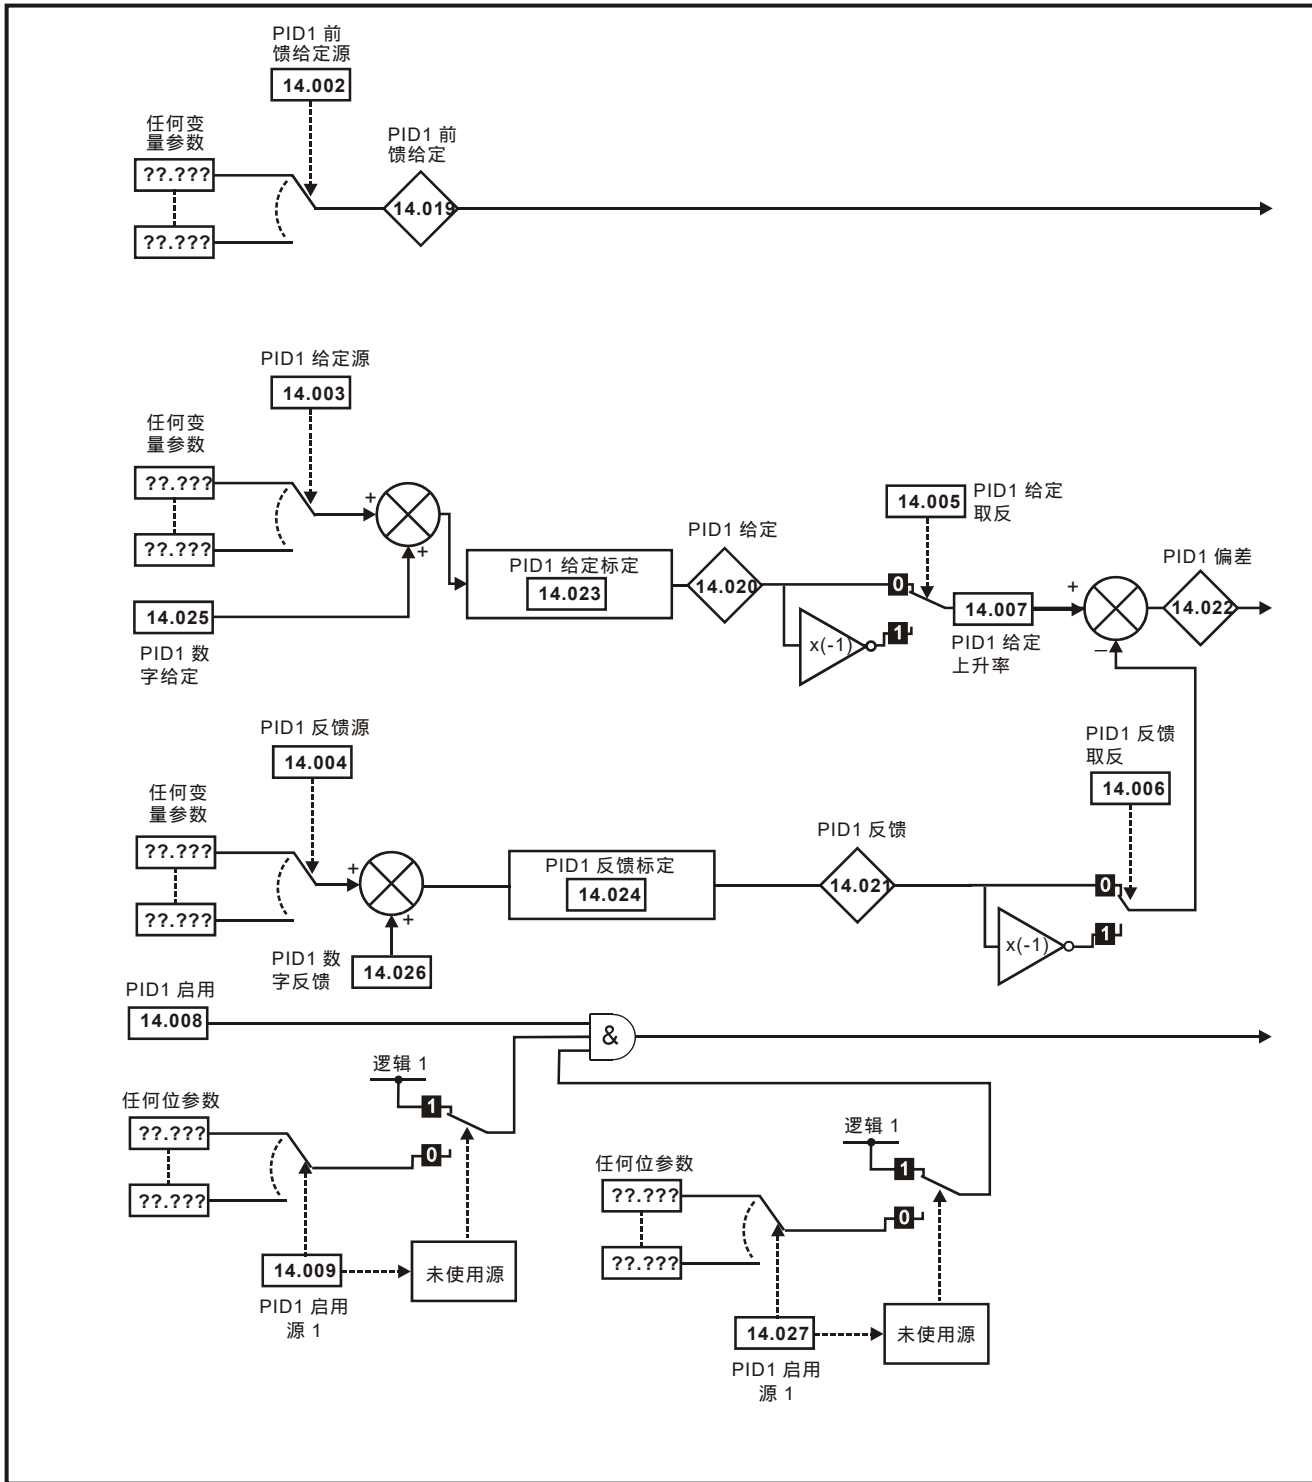 PID1 前
馈给定源
14.002
任何变
量参数
??.???
??.???
PID1 前
馈给定
14.019
PID1 给定源
14.003
任何变
量参数
??.???
??.???
+
+
14.025
PID1 数
字给定
PID1 给定标定
14.023
PID1 给定
14.020
x(-1)
0
1
14.005
PID1 给定
取反
14.007
PID1 给定
上升率
+
–
PID1 偏差
14.022
PID1 反馈源
14.004
任何变
量参数
??.???
??.???
+
+
PID1 数
字反馈
14.026
PID1 反馈标定
14.024
PID1 反馈
14.021
x(-1)
0
1
PID1 反馈
取反
14.006
PID1 启用
14.008
&
逻辑 1
1
0
任何位参数
??.???
??.???
14.009
PID1 启用
源 1
未使用源
逻辑 1
1
0
任何位参数
??.???
??.???
14.027
PID1 启用
源 1
未使用源